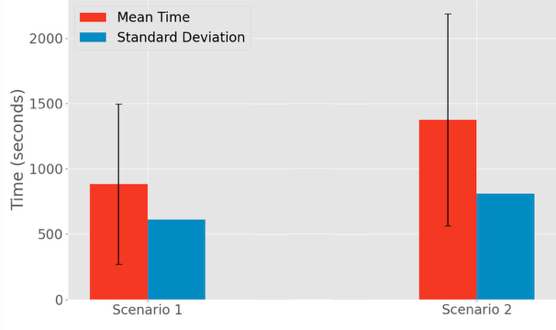 Mean Time
Standard Deviation
Time (seconds)
2000
1500
1000
500
0
Scenario 1
Scenario 2